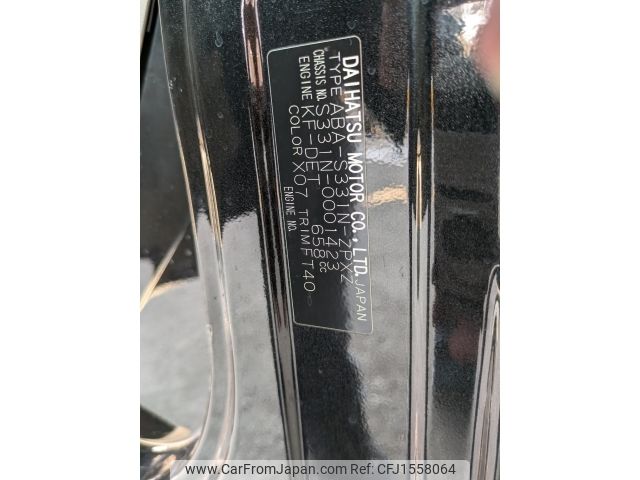 DAIHATSU MOTOR CO., LTD. JAPAN
TYPE ABA-S331N-ZPXZ
CHASSIS NO. S331N-0001423
ENGINE KF-DET 658cc
COLOR X07 TRIM FT40
ENGINE NO.
www.CarFromJapan.com CFJ1558064